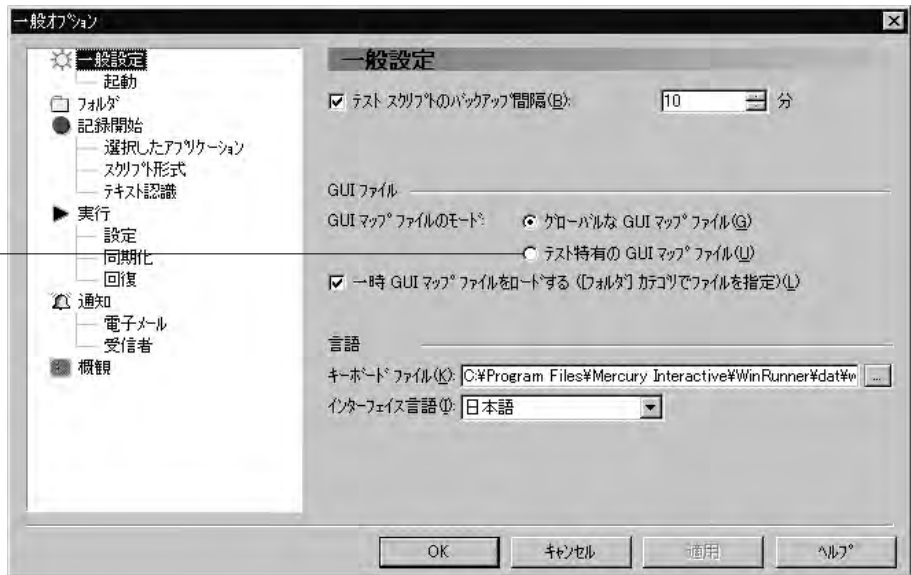 一般オプション
一般設定
起動
フォルダ
記録開始
選択したアプリケーション
スクリプト形式
テキスト認識
実行
設定
同期化
回復
通知
電子メール
受信者
概観
一般設定
テスト スクリプトのバックアップ間隔(B): 10 分
GUI ファイル
GUI マップ ファイルのモード: グローバルな GUI マップ ファイル(G)
テスト特有の GUI マップ ファイル(U)
一時 GUI マップ ファイルをロードする ([フォルダ] カテゴリでファイルを指定)(L)
言語
キーボード ファイル(K): C:¥Program Files¥Mercury Interactive¥WinRunner¥dat¥w ...
インターフェイス言語(I): 日本語
OK キャンセル 適用 ヘルプ